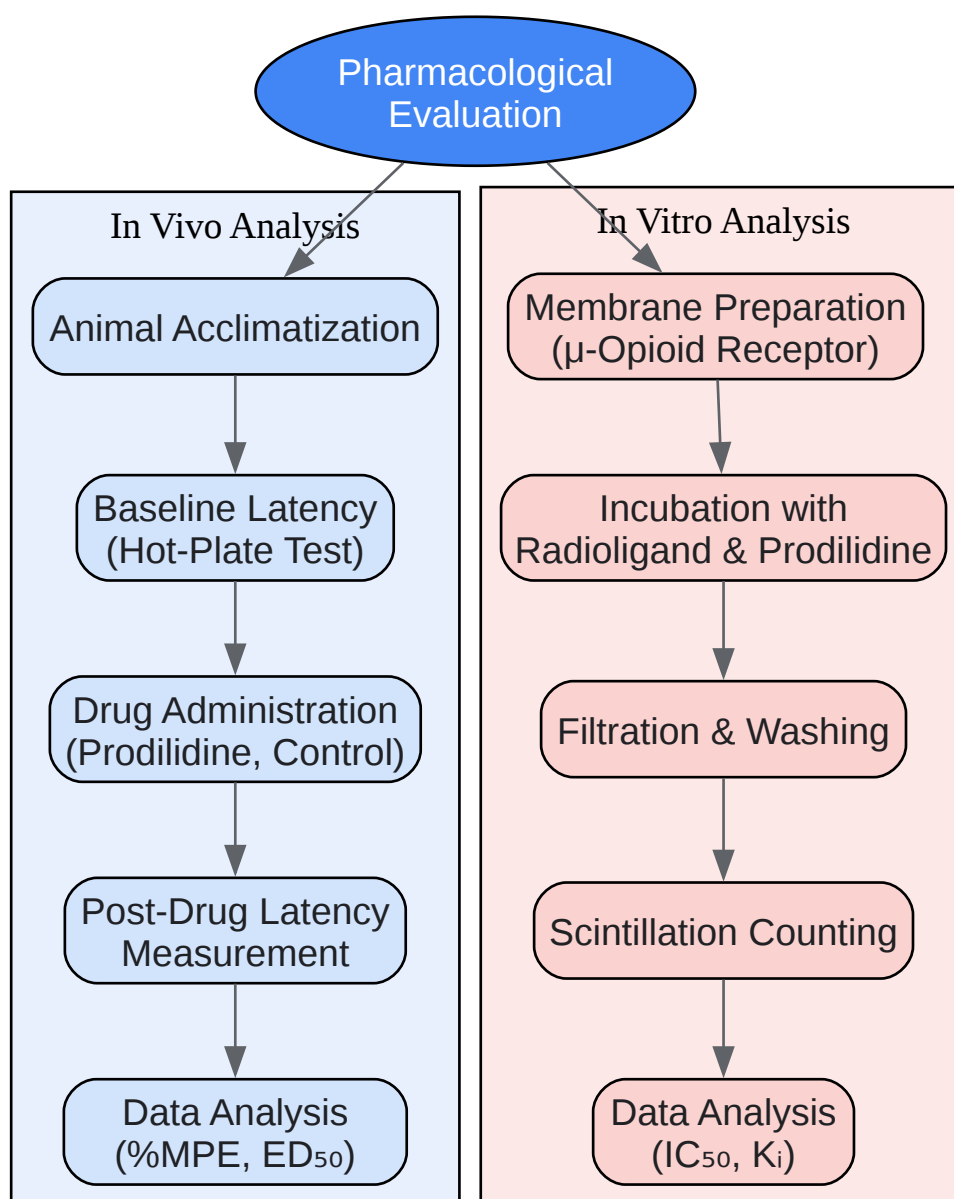 Pharmacological
Evaluation
In Vivo Analysis
Animal Acclimatization
Baseline Latency
(Hot-Plate Test)
Drug Administration
(Prodilidine, Control)
Post-Drug Latency
Measurement
Data Analysis
(%MPE, ED₅₀)
In Vitro Analysis
Membrane Preparation
(μ-Opioid Receptor)
Incubation with
Radioligand & Prodilidine
Filtration & Washing
Scintillation Counting
Data Analysis
(IC₅₀, Kᵢ)